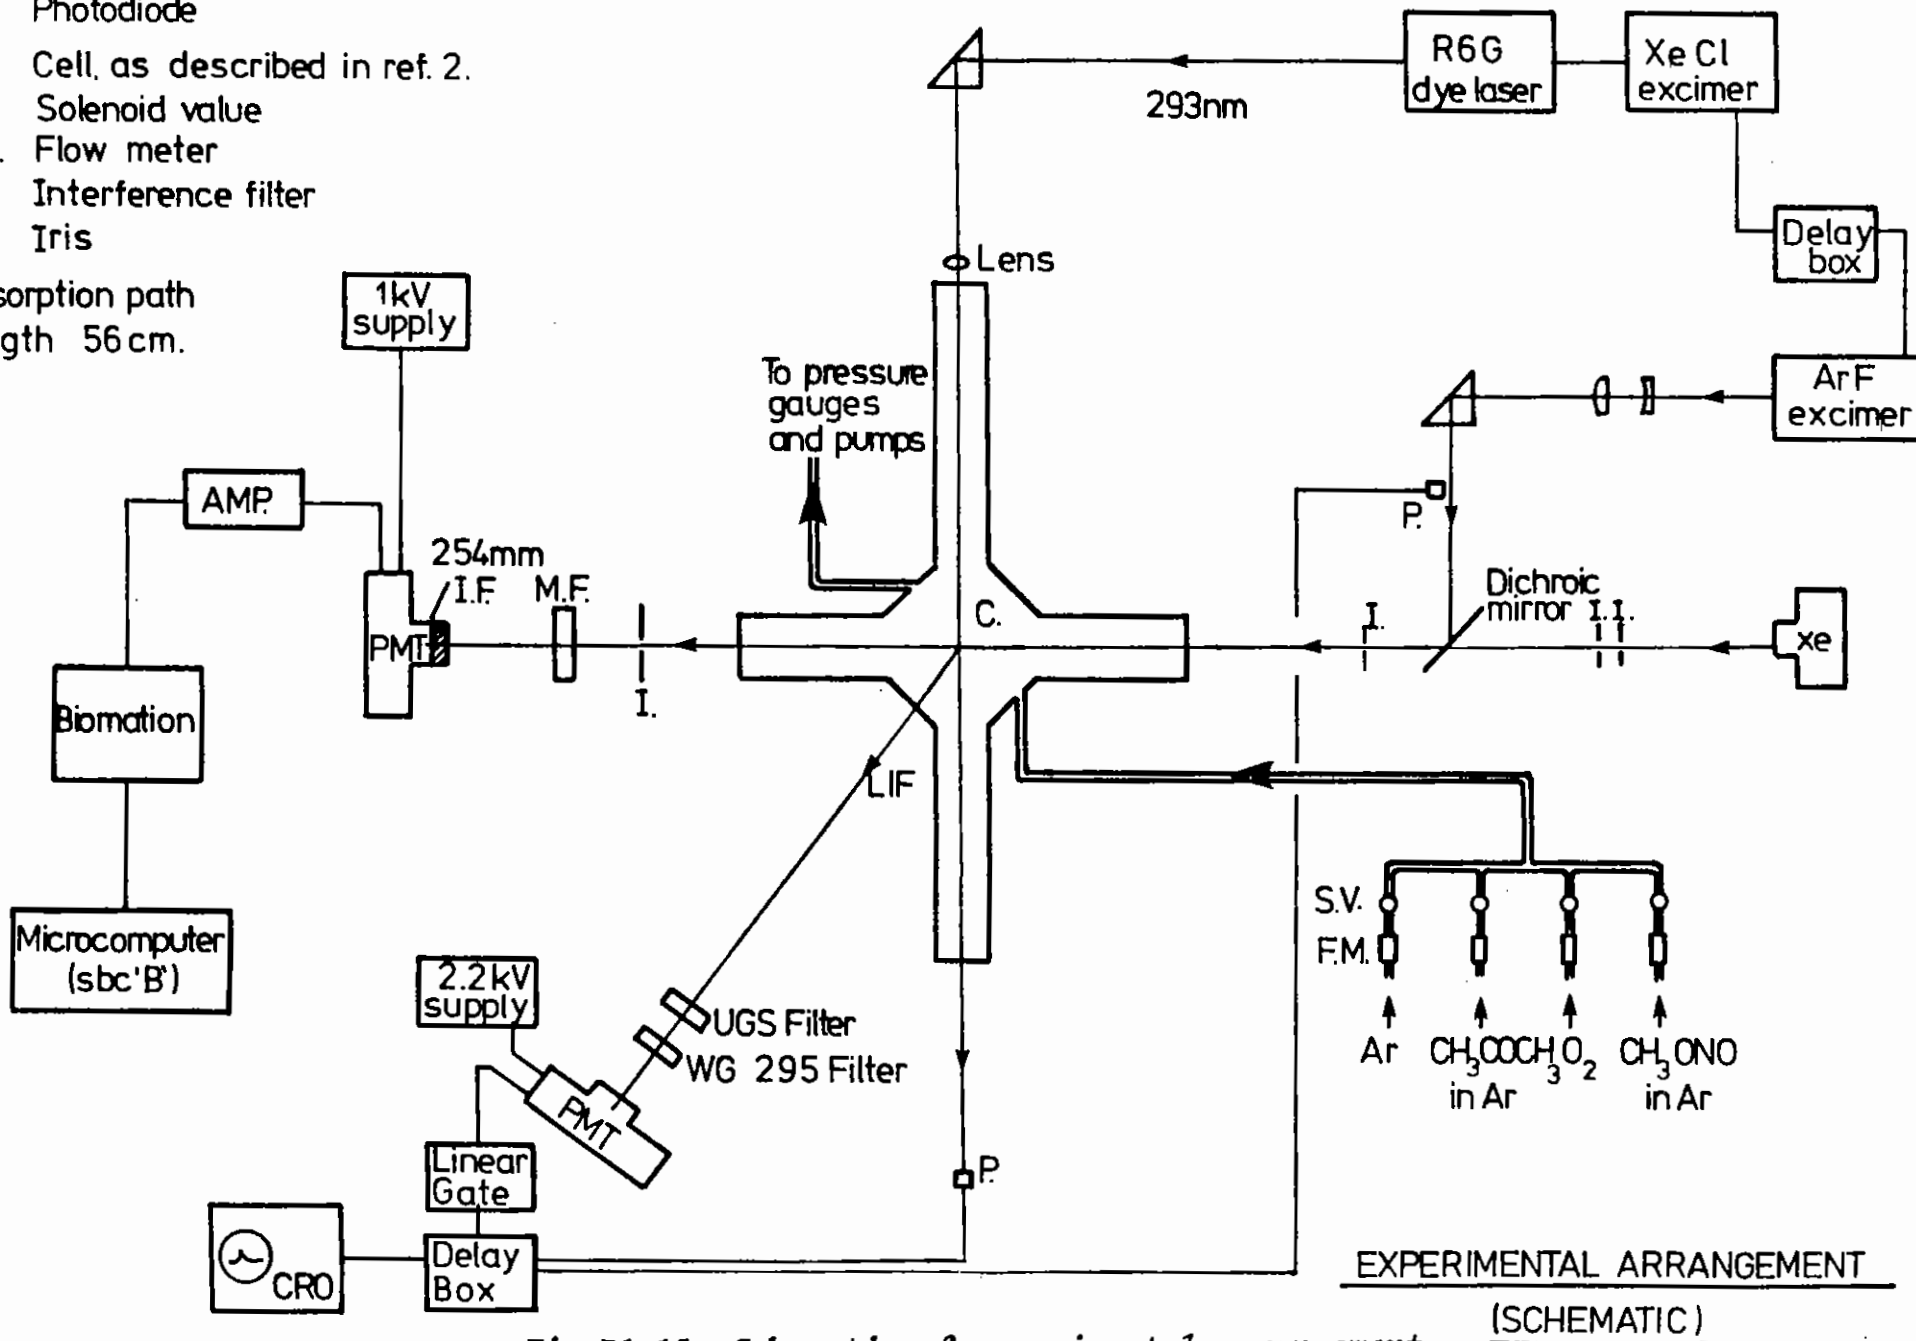 Photodiode
Cell, as described in ref. 2.
Solenoid value
. Flow meter
Interference filter
Iris
sorption path
gth 56cm.
R6G
dye laser
XeCl
excimer
293nm
Delay
box
Lens
1kV
supply
To pressure
gauges
and pumps
ArF
excimer
AMP.
P.
254mm
I.F.
M.F.
Dichroic
mirror
I.I.
I.
C.
PMT
xe
I.
Biomation
LIF
Microcomputer
(sbc'B')
S.V.
F.M.
2.2kV
supply
UGS Filter
WG 295 Filter
Ar
CH3COCH3
in Ar
O2
CH3ONO
in Ar
PMT
Linear
Gate
P.
CRO
Delay
Box
EXPERIMENTAL ARRANGEMENT
(SCHEMATIC)